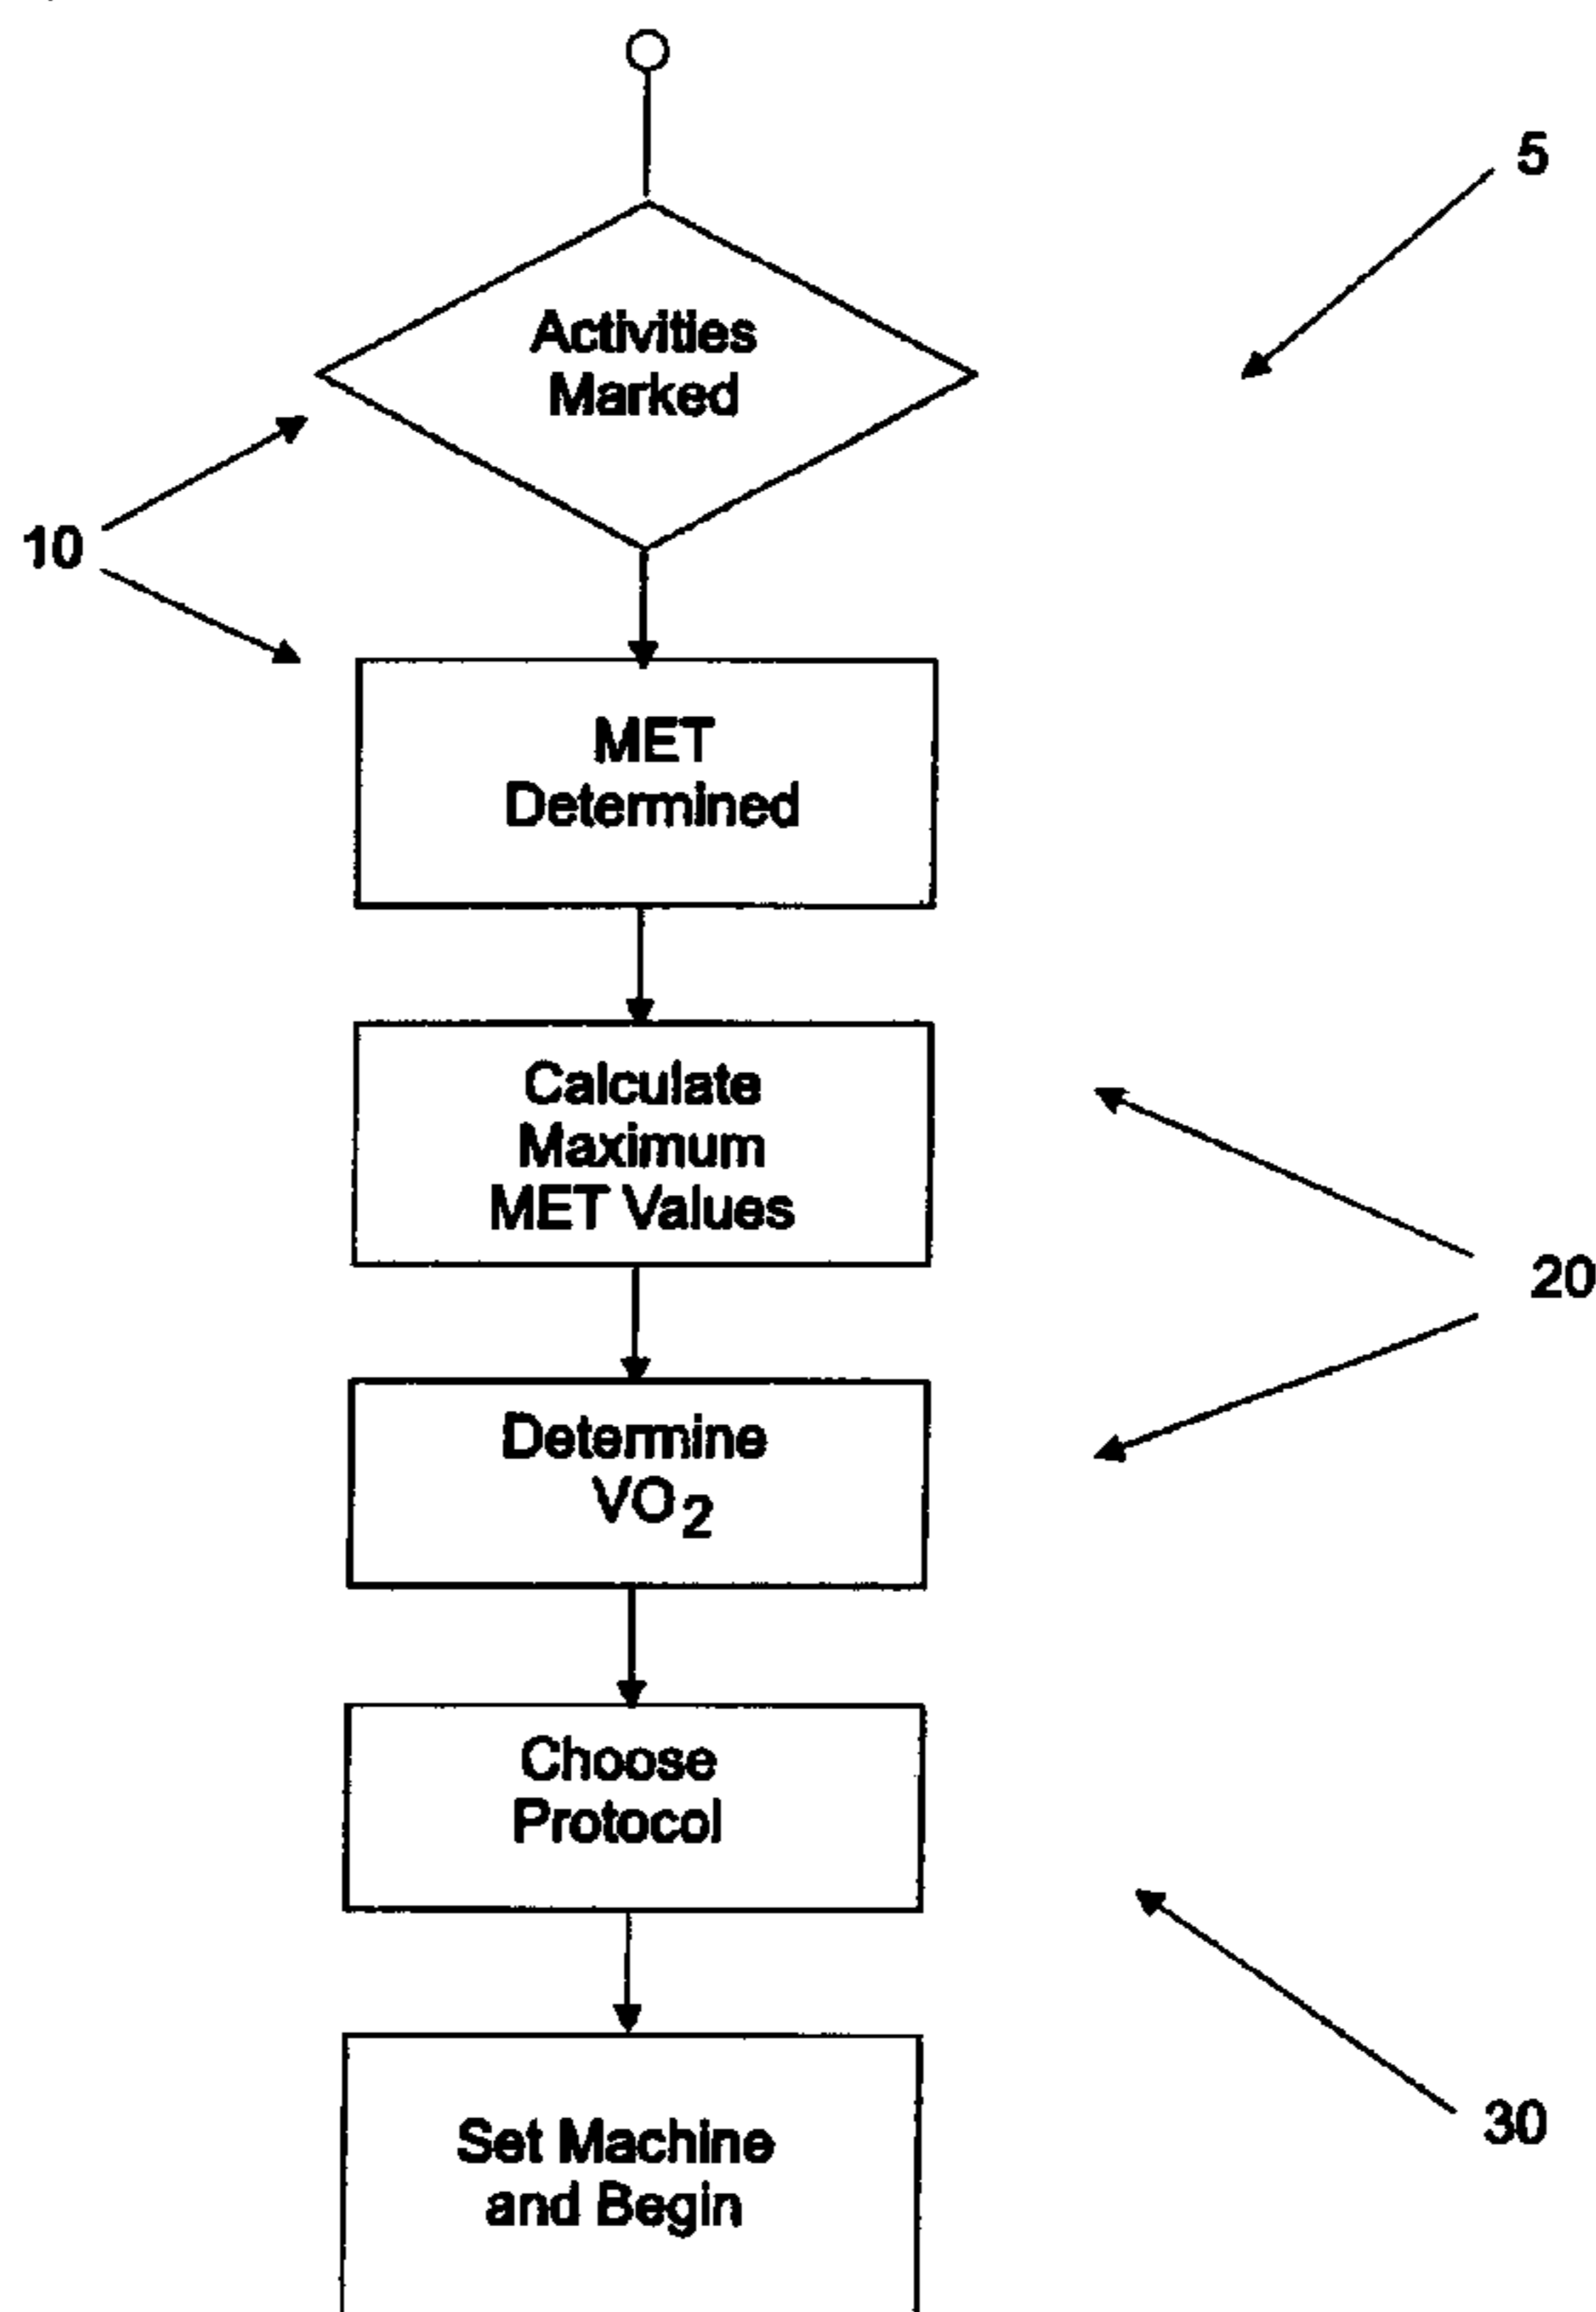 5
Activities
Marked
10
MET
Determined
Calculate
Maximum
MET Values
20
Determine
VO2
Choose
Protocol
30
Set Machine
and Begin